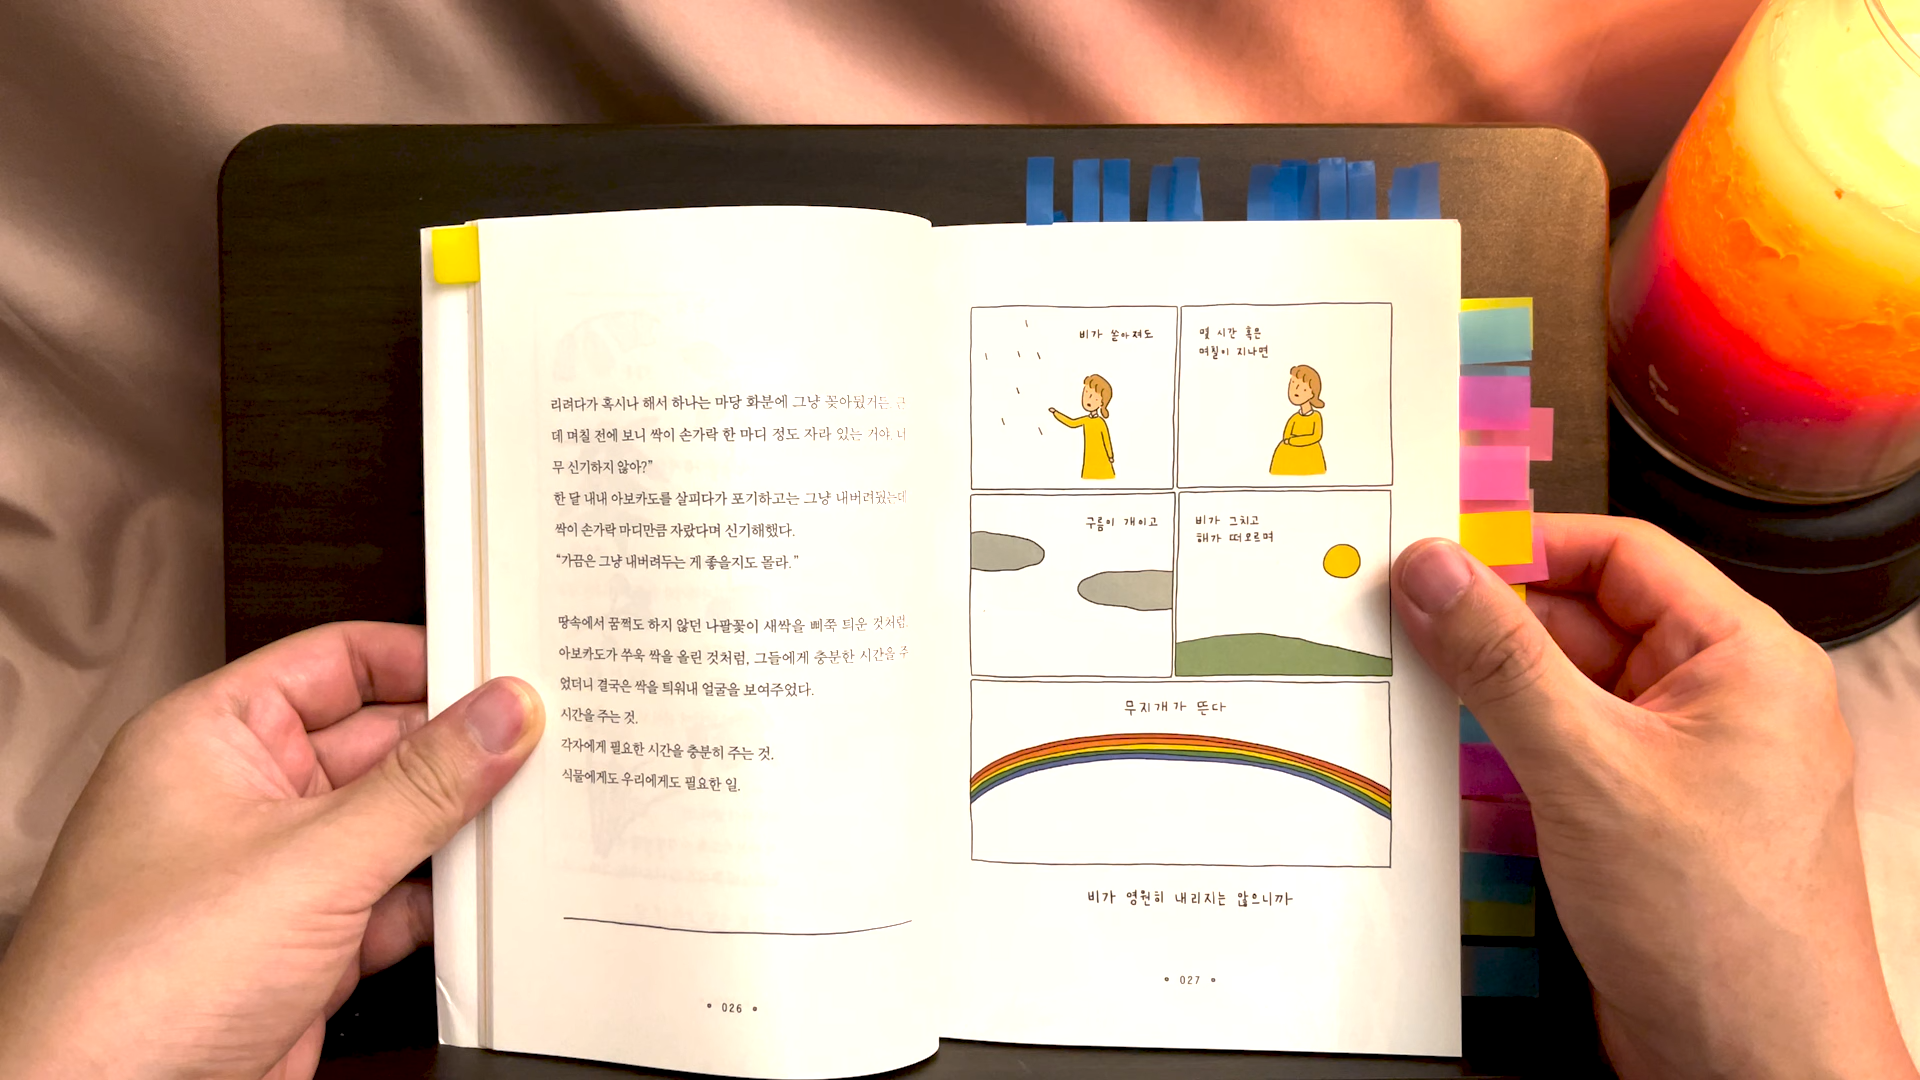 리려다가 혹시나 해서 하나는 마당 화분에 그냥 꽂아뒀거든. 근
데 며칠 전에 보니 싹이 손가락 한 마디 정도 자라 있는 거야. 너
무 신기하지 않아?”
한 달 내내 아보카도를 살피다가 포기하고는 그냥 내버려뒀는데
싹이 손가락 마디만큼 자랐다며 신기해했다.
“가끔은 그냥 내버려두는 게 좋을지도 몰라.”
땅속에서 꿈쩍도 하지 않던 나팔꽃이 새싹을 삐쭉 틔운 것처럼,
아보카도가 쑤욱 싹을 올린 것처럼, 그들에게 충분한 시간을 주
었더니 결국은 싹을 틔워내 얼굴을 보여주었다.
시간을 주는 것.
각자에게 필요한 시간을 충분히 주는 것.
식물에게도 우리에게도 필요한 일.
026
비가 쏟아져도
몇 시간 혹은
며칠이 지나면
구름이 개이고
비가 그치고
해가 떠오르며
무지개가 뜬다
비가 영원히 내리지는 않으니까
027